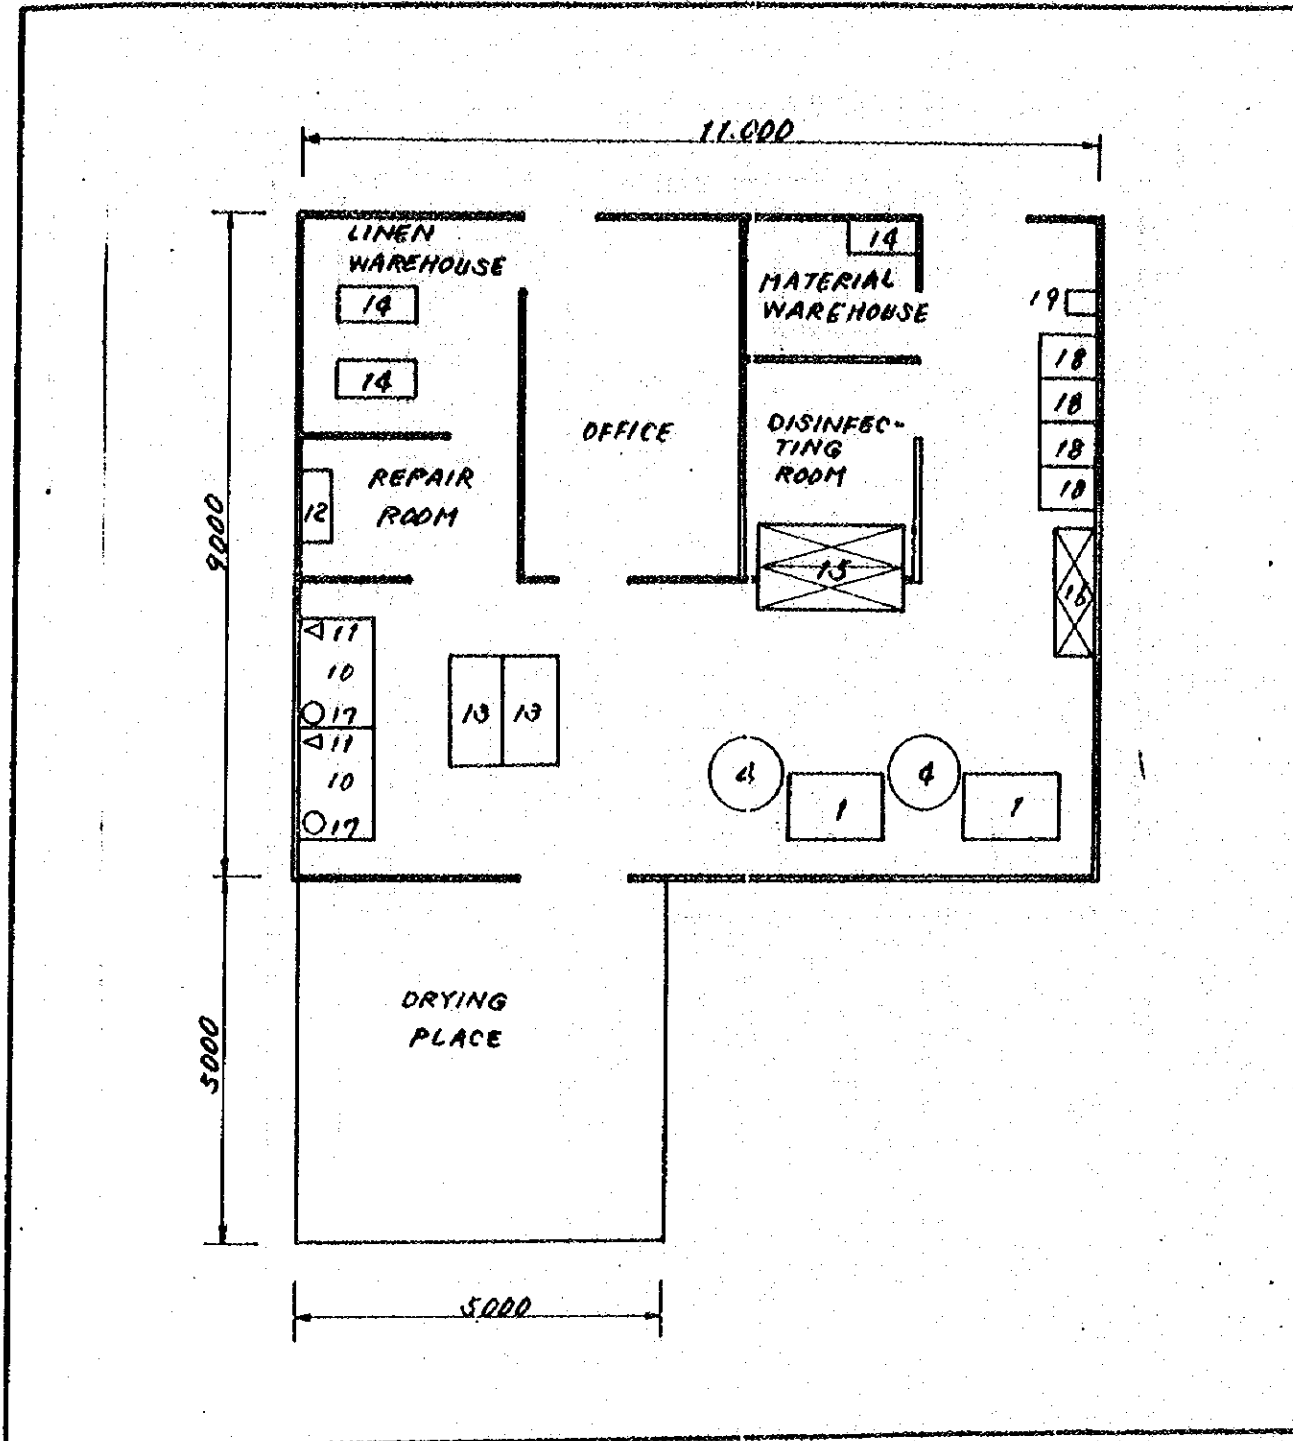 11.000
LINEN
WAREHOUSE
14
14
14
MATERIAL
WAREHOUSE
19
18
18
18
18
OFFICE
DISINFEC-
TING
ROOM
REPAIR
ROOM
12
9000
15
16
11
10
17
11
10
17
13 13
4
1
4
1
DRYING
PLACE
5000
5000